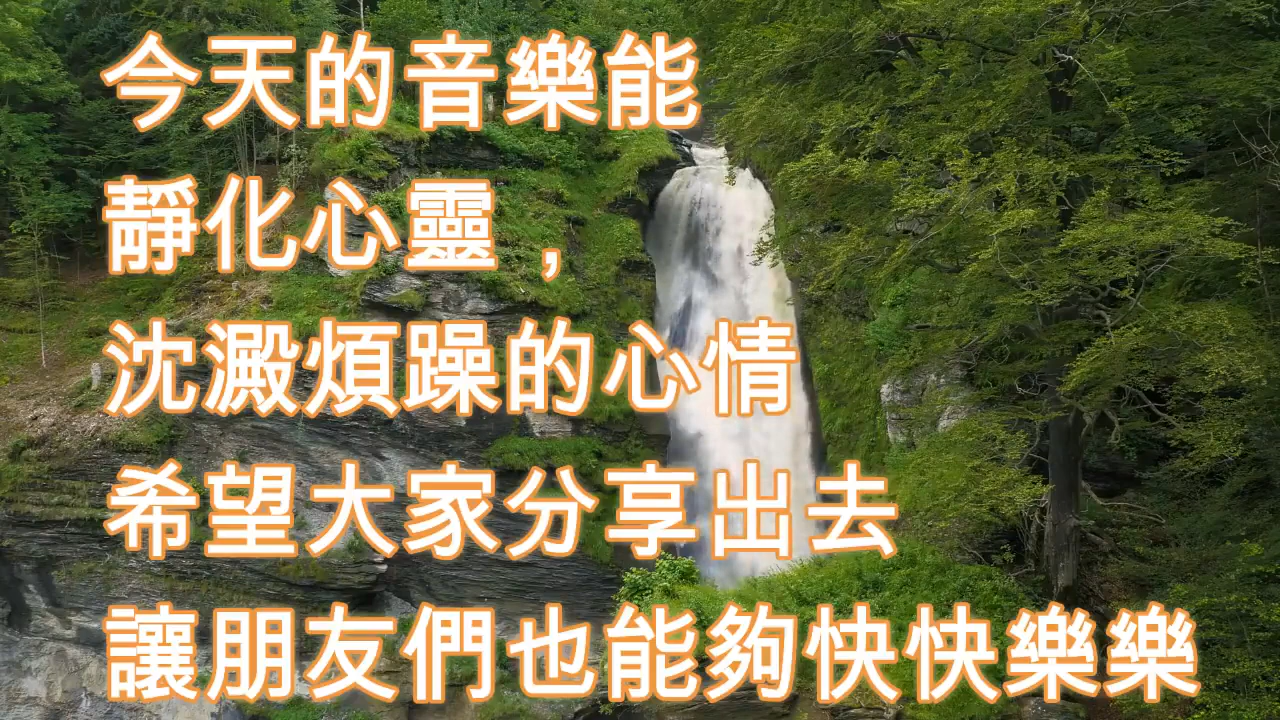 今天的音樂能
靜化心靈，
沈澱煩躁的心情
希望大家分享出去
讓朋友們也能夠快快樂樂